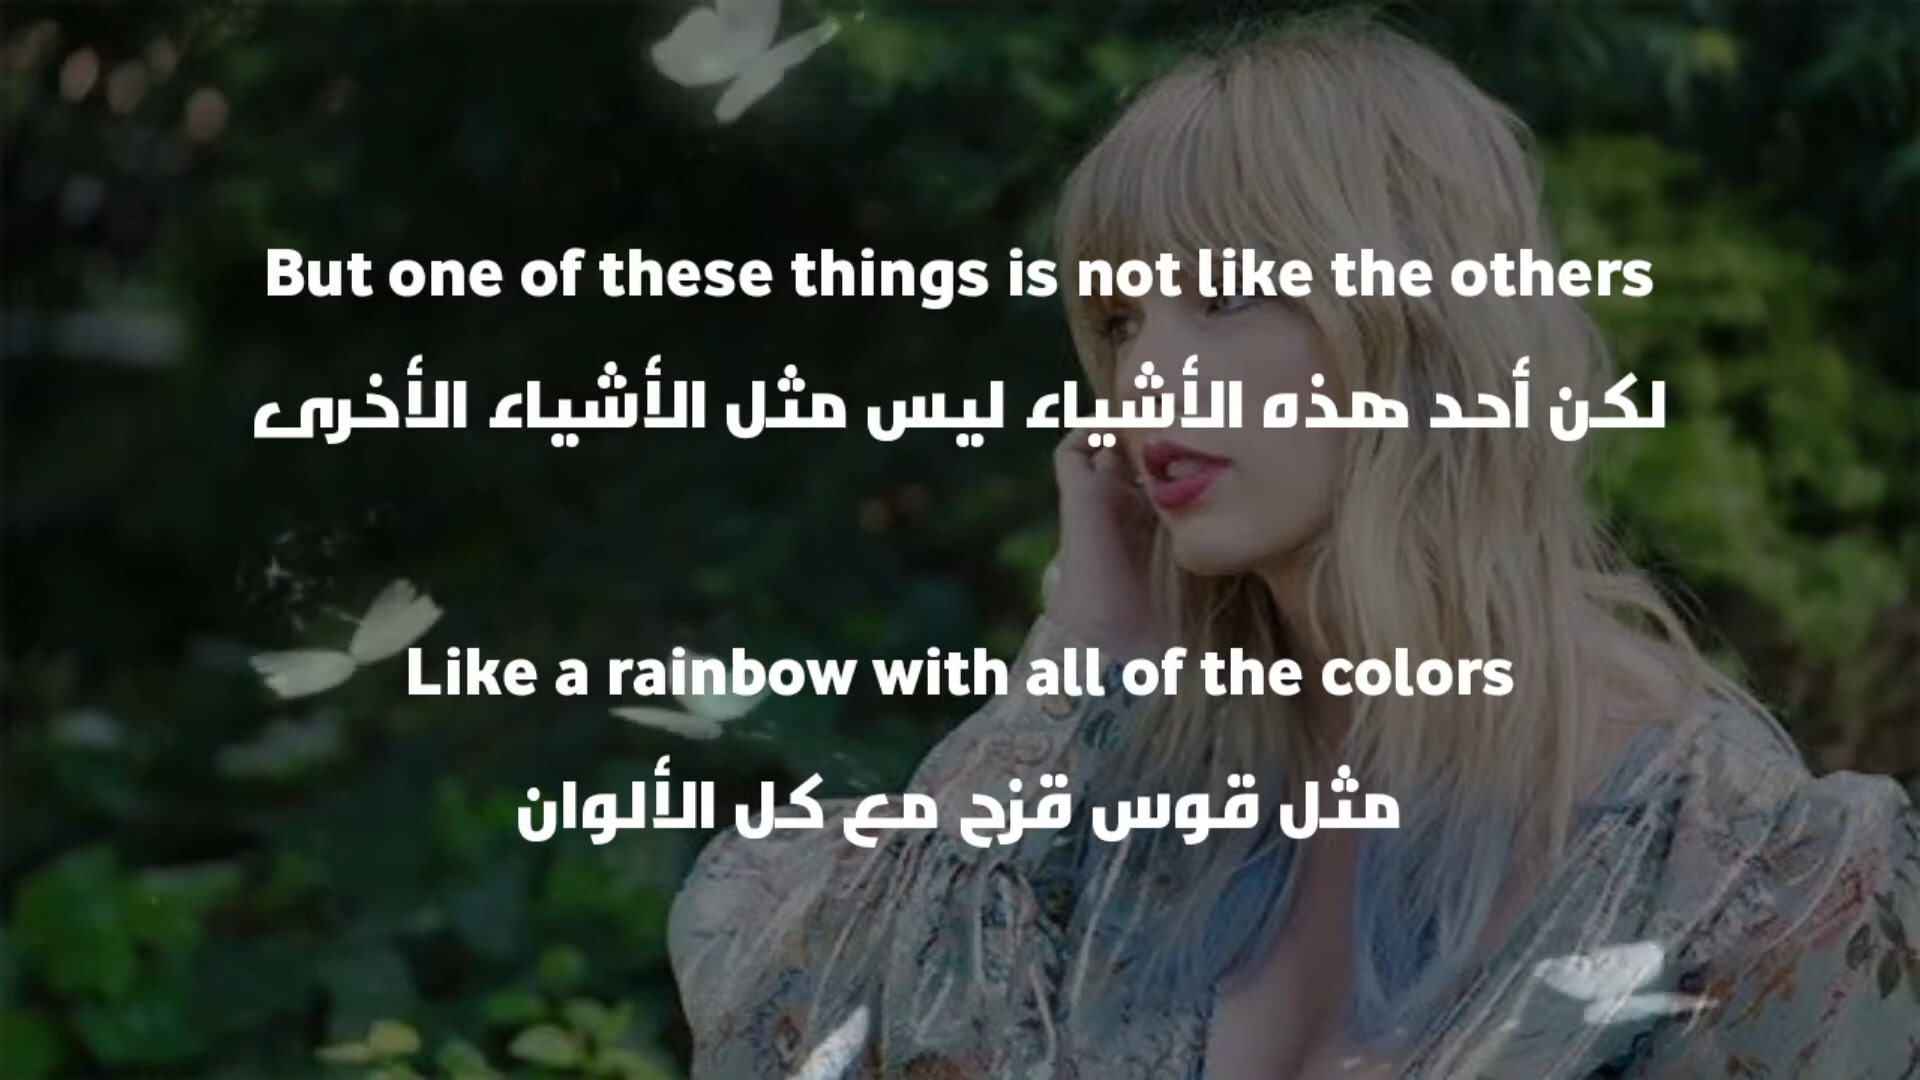 But one of these things is not like the others
لكن أحد هذه الأشياء ليس مثل الأشياء الأخرى
Like a rainbow with all of the colors
مثل قوس قزح مع كل الألوان